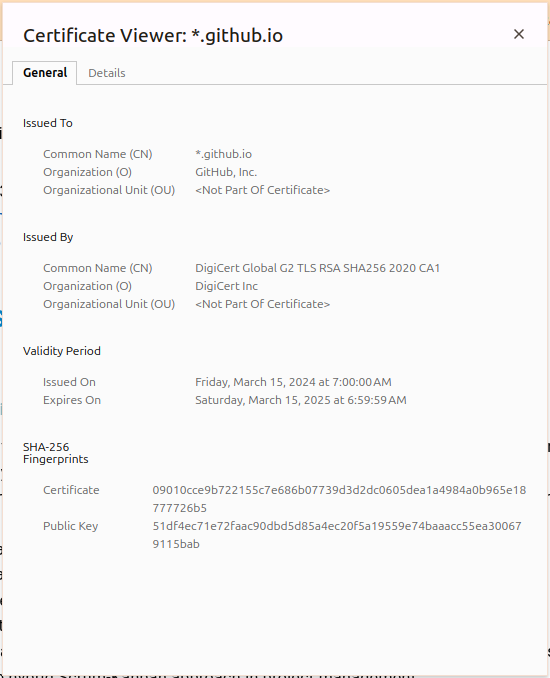 Certificate Viewer: *.github.io
General Details
Issued To
Common Name (CN) *.github.io
Organization (O) GitHub, Inc.
Organizational Unit (OU) <Not Part Of Certificate>
Issued By
Common Name (CN) DigiCert Global G2 TLS RSA SHA256 2020 CA1
Organization (O) DigiCert Inc
Organizational Unit (OU) <Not Part Of Certificate>
Validity Period
Issued On Friday, March 15, 2024 at 7:00:00 AM
Expires On Saturday, March 15, 2025 at 6:59:59 AM
SHA-256
Fingerprints
Certificate 09010cce9b722155c7e686b07739d3d2dc0605dea1a4984a0b965e18
777726b5
Public Key 51df4ec71e72faac90dbd5d85a4ec20f5a19559e74baaacc55ea30067
9115bab